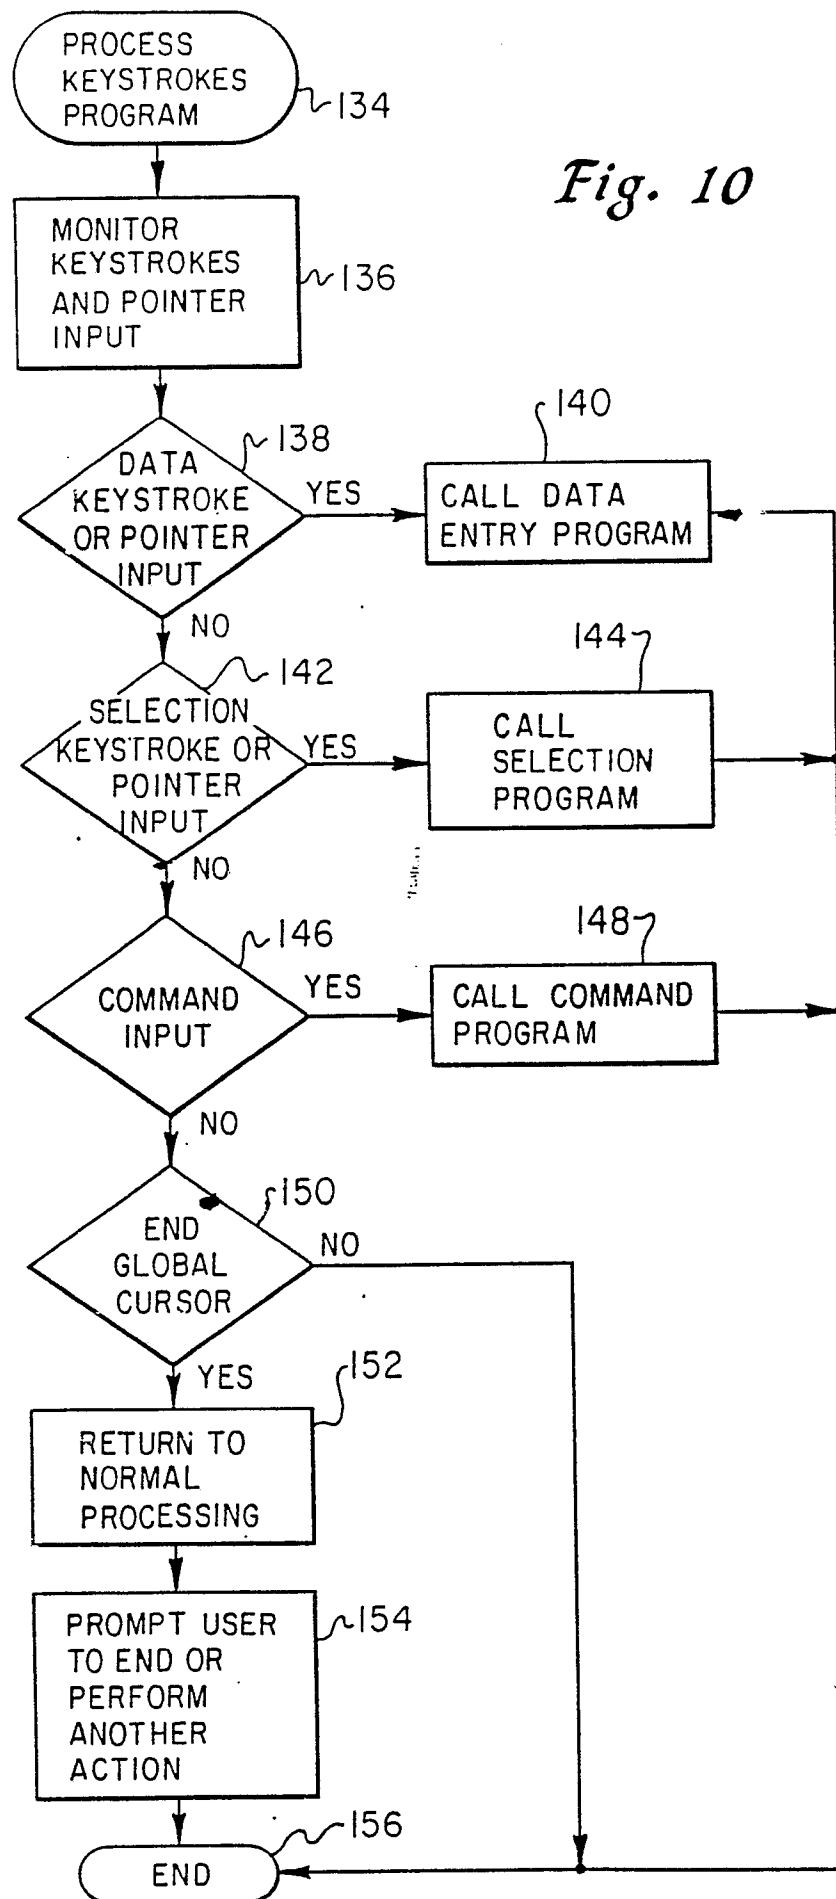 PROCESS
KEYSTROKES
PROGRAM
134
Fig. 10
MONITOR
KEYSTROKES
AND POINTER
INPUT
136
138
DATA
KEYSTROKE
OR POINTER
INPUT
YES
140
CALL DATA
ENTRY PROGRAM
NO
142
SELECTION
KEYSTROKE OR
POINTER
INPUT
YES
144
CALL
SELECTION
PROGRAM
NO
146
COMMAND
INPUT
YES
148
CALL COMMAND
PROGRAM
NO
150
END
GLOBAL
CURSOR
NO
YES
152
RETURN TO
NORMAL
PROCESSING
PROMPT USER
TO END OR
PERFORM
ANOTHER
ACTION
154
156
END